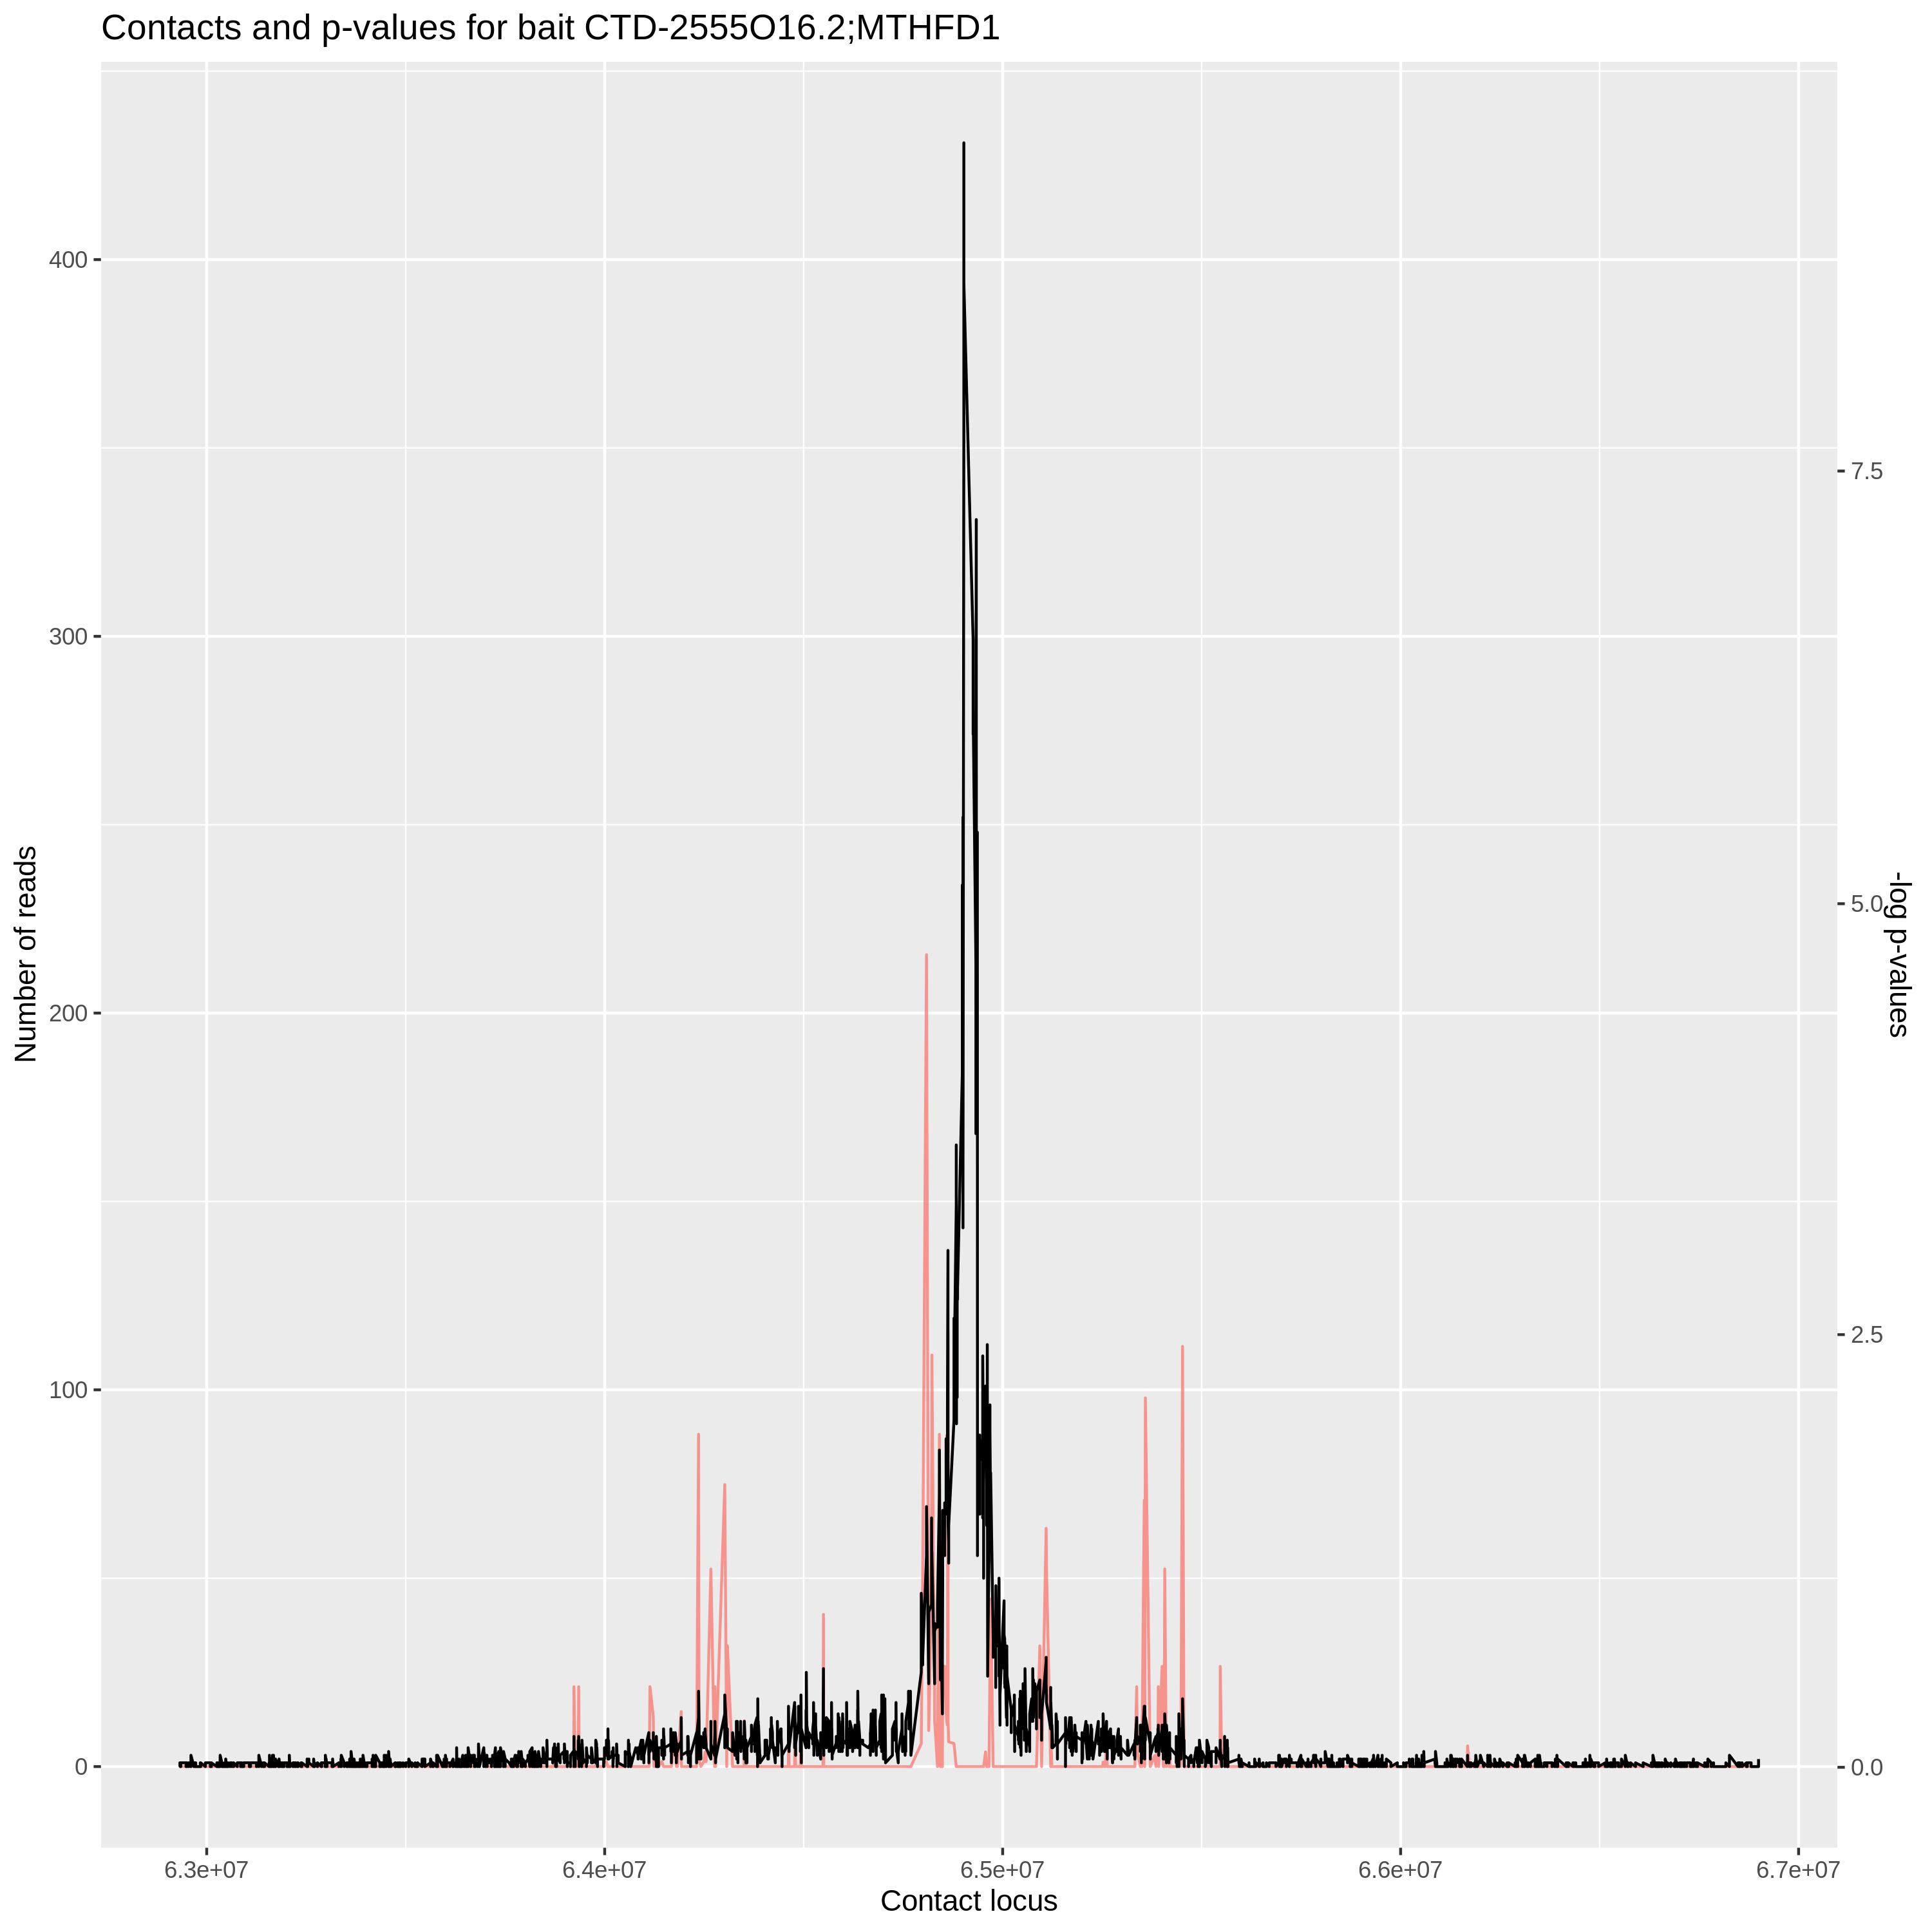 Contacts and p-values for bait CTD-2555O16.2;MTHFD1
Number of reads
400
300
200
100
0
7.5
5.0
2.5
0.0
-log p-values
6.3e+07
6.4e+07
6.5e+07
6.6e+07
6.7e+07
Contact locus